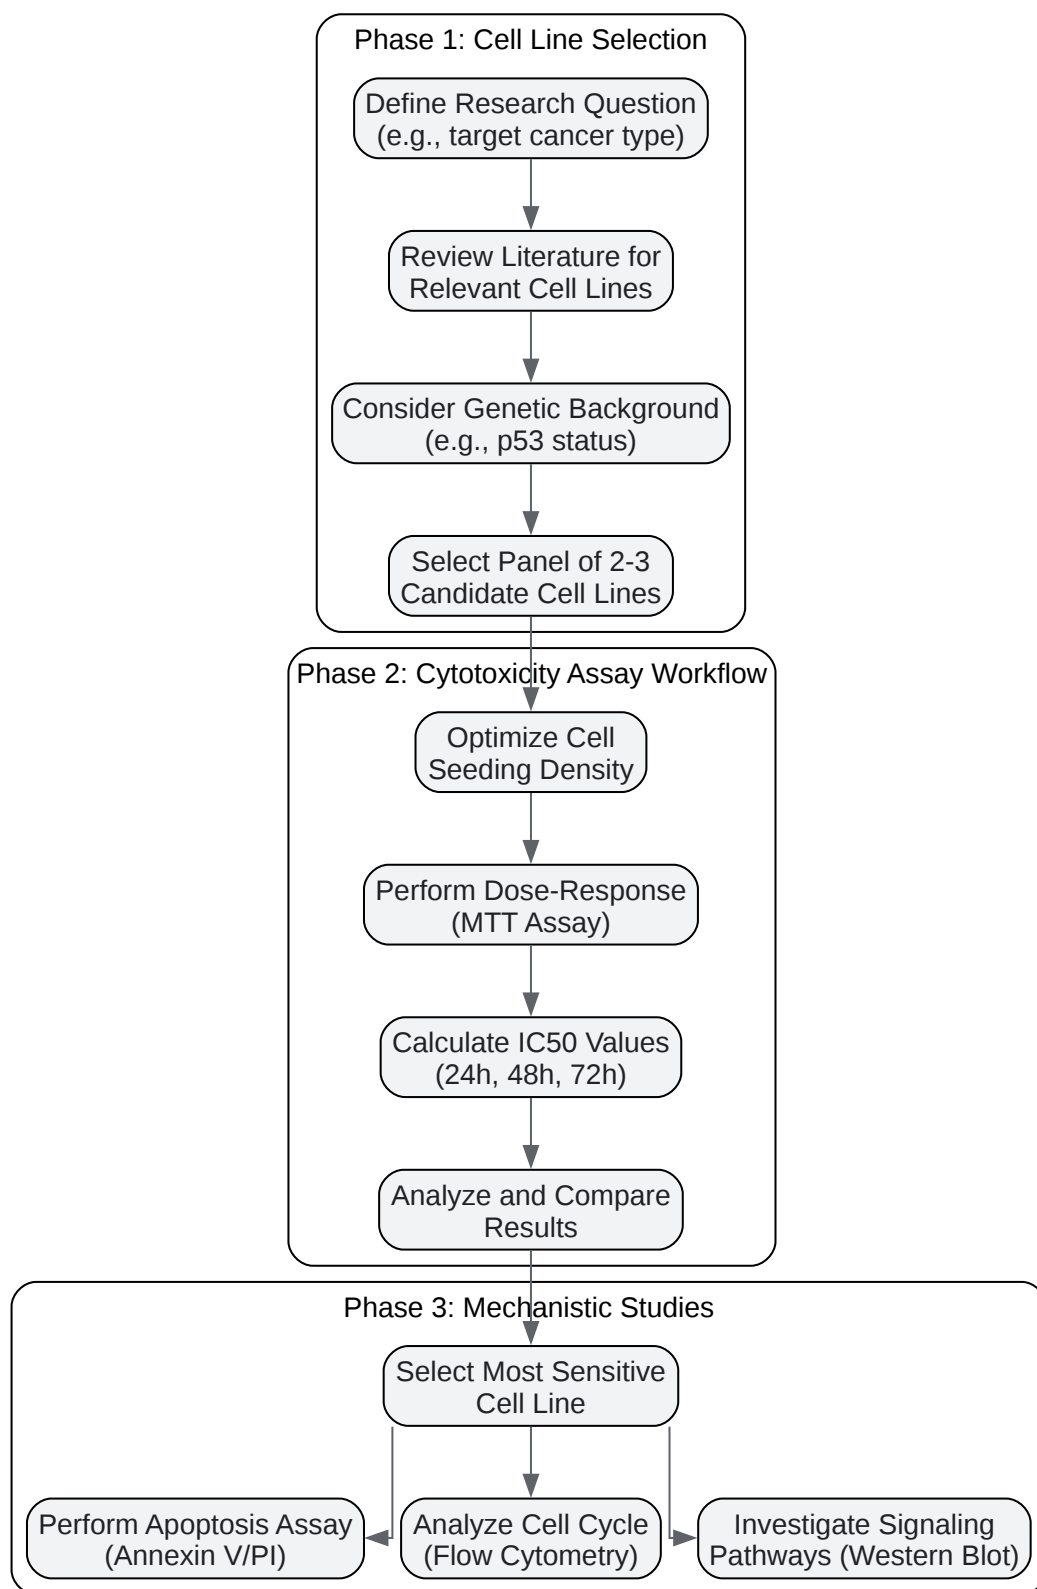 Phase 1: Cell Line Selection
Define Research Question
(e.g., target cancer type)
Review Literature for
Relevant Cell Lines
Consider Genetic Background
(e.g., p53 status)
Select Panel of 2-3
Candidate Cell Lines
Phase 2: Cytotoxicity Assay Workflow
Optimize Cell
Seeding Density
Perform Dose-Response
(MTT Assay)
Calculate IC50 Values
(24h, 48h, 72h)
Analyze and Compare
Results
Phase 3: Mechanistic Studies
Select Most Sensitive
Cell Line
Perform Apoptosis Assay
(Annexin V/PI)
Analyze Cell Cycle
(Flow Cytometry)
Investigate Signaling
Pathways (Western Blot)